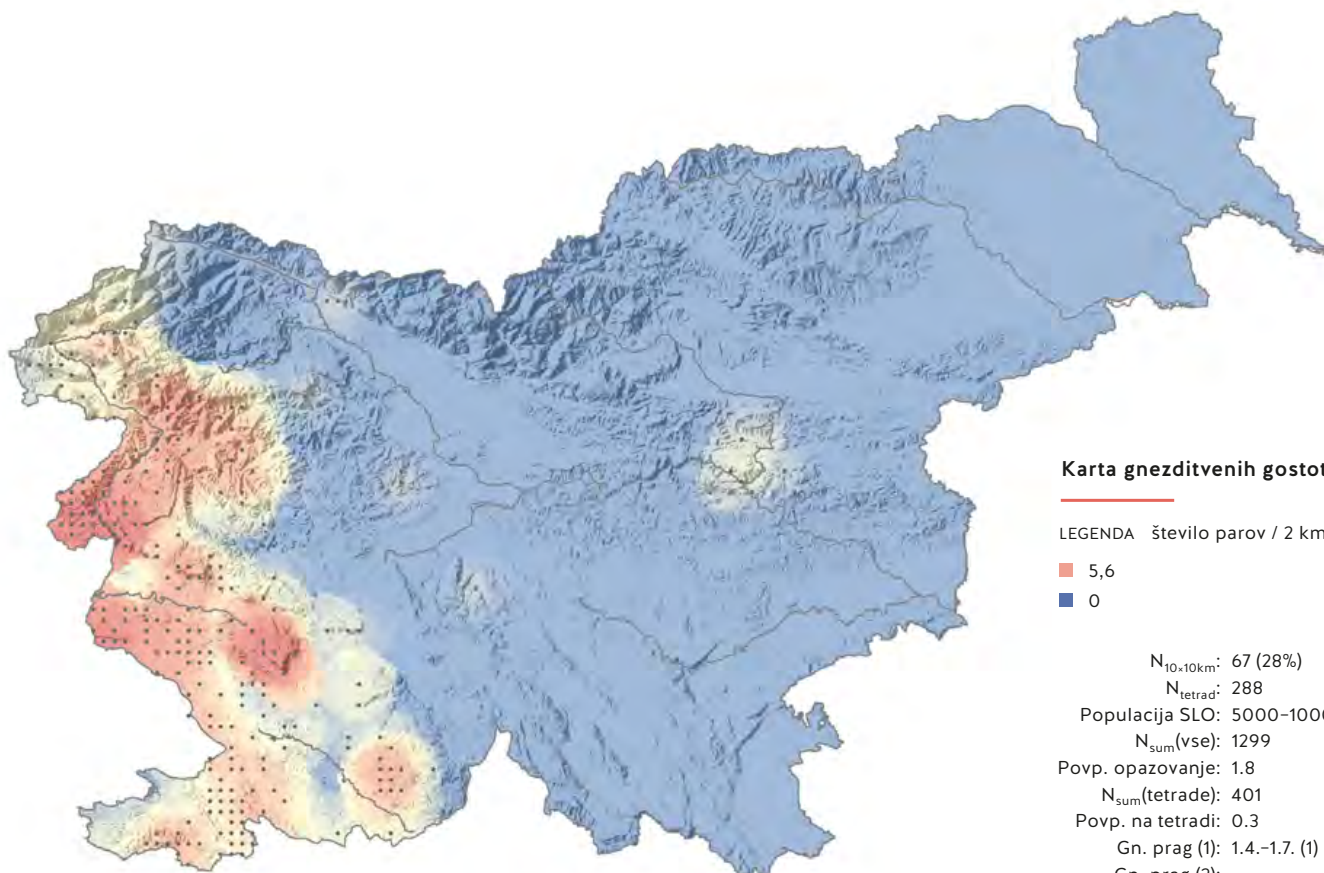 Karta gnezditvenih gostot
LEGENDA število parov / 2 km
5,6
0
N10×10km: 67 (28%)
Ntetrad: 288
Populacija SLO: 5000–1000
Nsum(vse): 1299
Povp. opazovanje: 1.8
Nsum(tetrade): 401
Povp. na tetradi: 0.3
Gn. prag (1): 1.4.–1.7. (1)